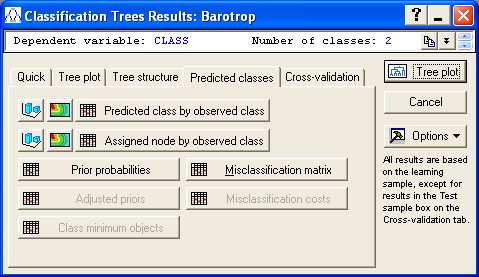 Classification Trees Results: Barotrop
Dependent variable: CLASS Number of classes: 2
Quick Tree plot Tree structure Predicted classes Cross-validation
Predicted class by observed class
Assigned node by observed class
Prior probabilities Misclassification matrix
Adjusted priors Misclassification costs
Class minimum objects
Tree plot
Cancel
Options
All results are based
on the learning
sample, except for
results in the Test
sample box on the
Cross-validation tab.